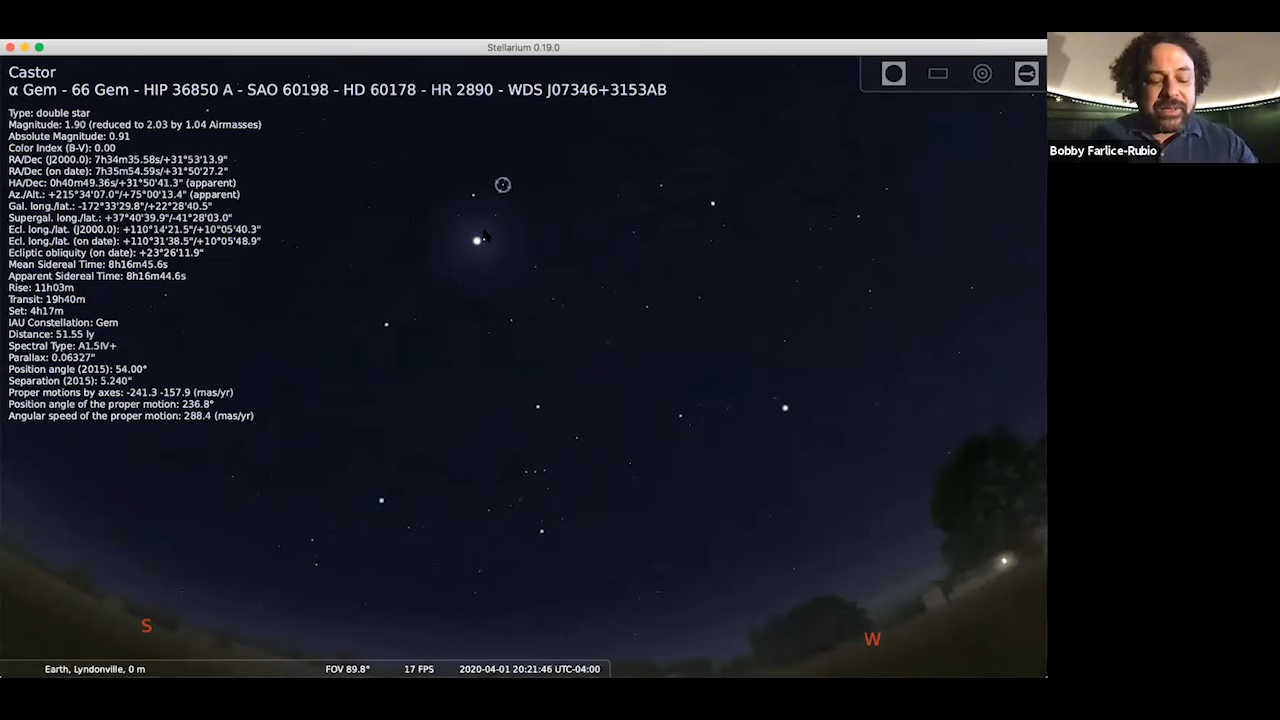 Stellarium 0.19.0
Castor
α Gem - 66 Gem - HIP 36850 A - SAO 60198 - HD 60178 - HR 2890 - WDS J07346+3153AB
Type: double star
Magnitude: 1.90 (reduced to 2.03 by 1.04 Airmasses)
Absolute Magnitude: 0.91
Color Index (B-V): 0.00
RA/Dec (J2000.0): 7h34m35.58s/+31°53'13.9"
RA/Dec (on date): 7h35m54.59s/+31°50'27.2"
HA/Dec: 0h40m49.36s/+31°50'41.3" (apparent)
Az./Alt.: +215°34'07.0"/+75°00'13.4" (apparent)
Gal. long./lat.: -172°33'29.8"/+22°28'40.5"
Supergal. long./lat.: +37°40'39.9"/-41°28'03.0"
Ecl. long./lat. (J2000.0): +110°14'21.5"/+10°05'40.3"
Ecl. long./lat. (on date): +110°31'38.5"/+10°05'48.9"
Ecliptic obliquity (on date): +23°26'11.9"
Mean Sidereal Time: 8h16m45.6s
Apparent Sidereal Time: 8h16m44.6s
Rise: 11h03m
Transit: 19h40m
Set: 4h17m
IAU Constellation: Gem
Distance: 51.55 ly
Spectral Type: A1.5IV+
Parallax: 0.06327"
Position angle (2015): 54.00°
Separation (2015): 5.240"
Proper motions by axes: -241.3 -157.9 (mas/yr)
Position angle of the proper motion: 236.8°
Angular speed of the proper motion: 288.4 (mas/yr)
Bobby Farlice-Rubio
S
W
Earth, Lyndonville, 0 m FOV 89.8° 17 FPS 2020-04-01 20:21:46 UTC-04:00